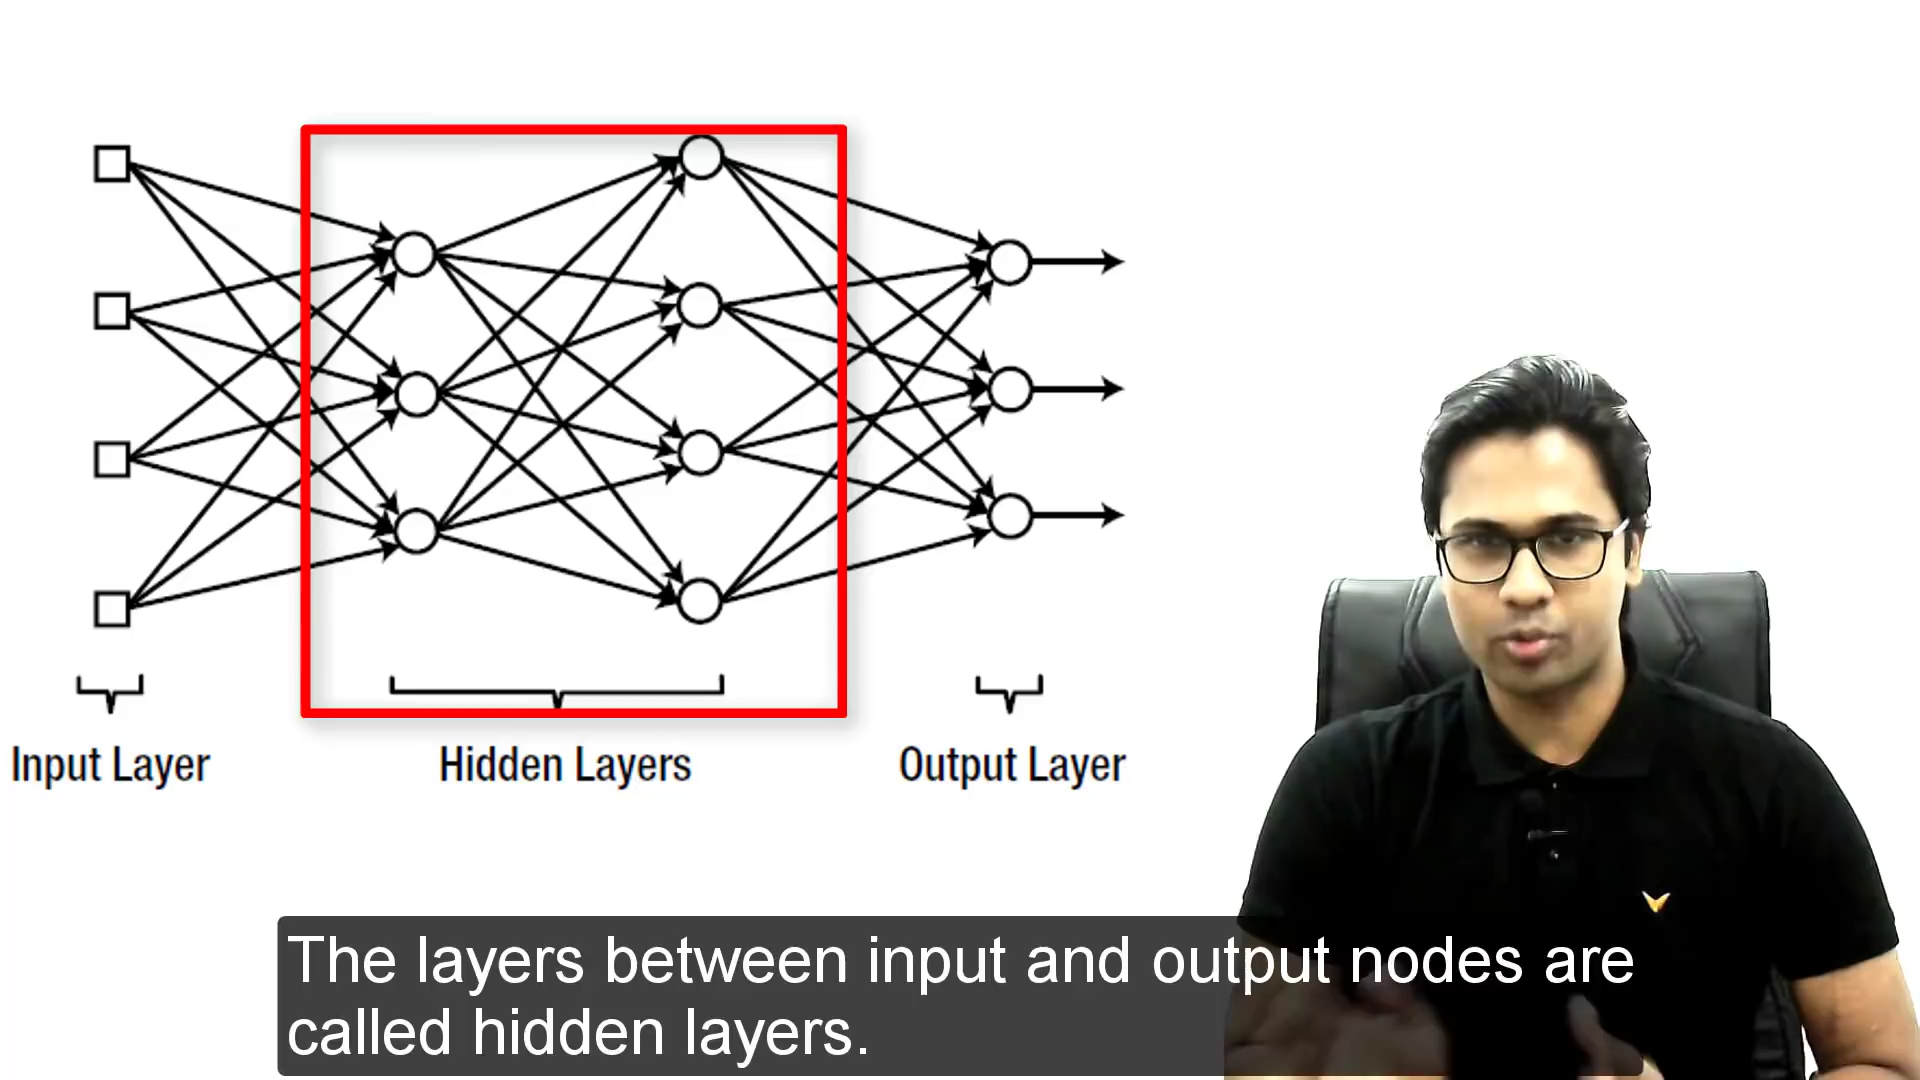 Input Layer
Hidden Layers
Output Layer
The layers between input and output nodes are
called hidden layers.